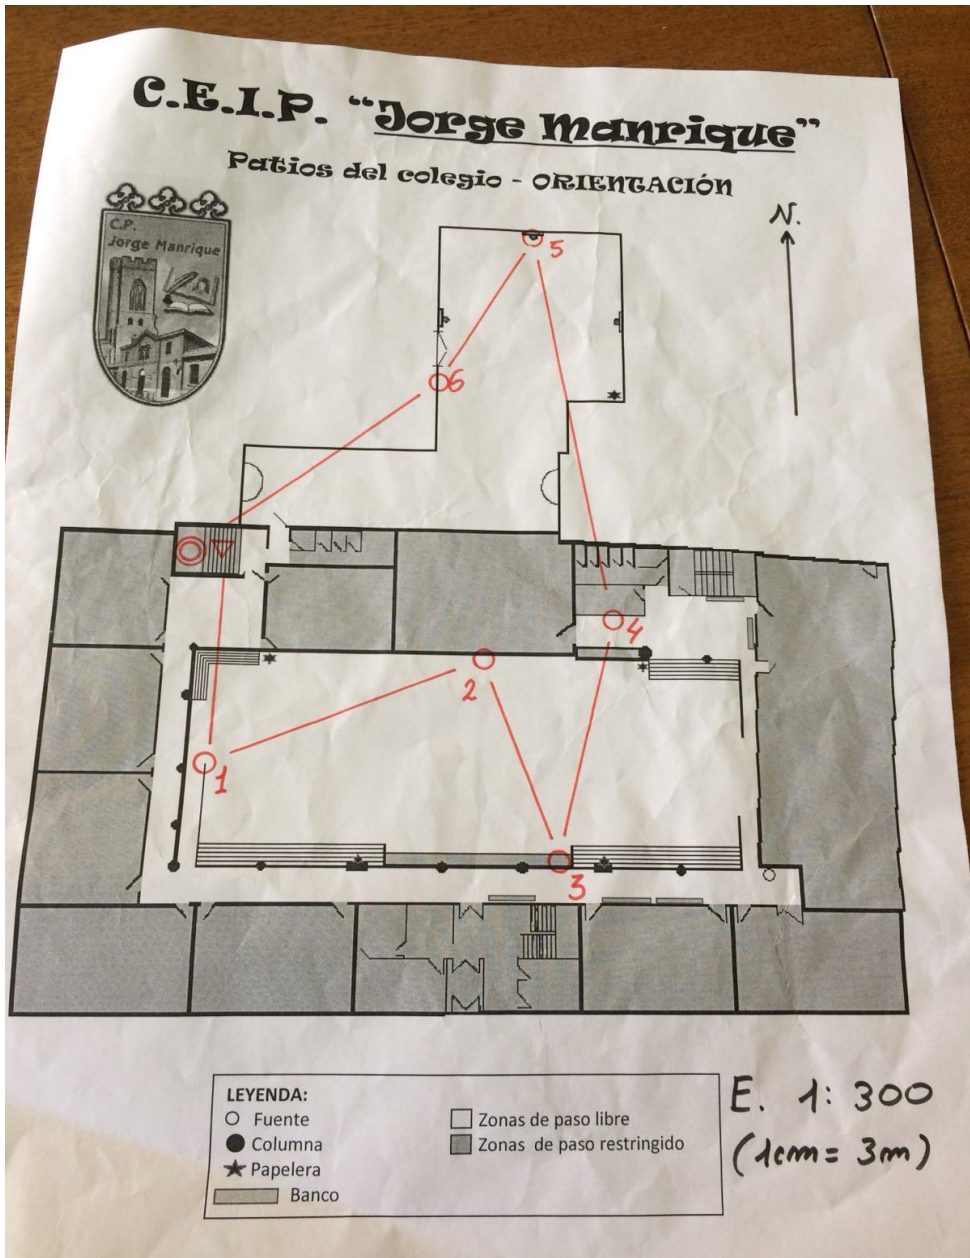 C.E.I.P. “Jorge Manrique”
Patios del colegio - ORIENTACIÓN
N.
C.P.
Jorge Manrique
5
6
4
2
1
3
LEYENDA:
Fuente
Columna
Papelera
Banco
Zonas de paso libre
Zonas de paso restringido
E. 1: 300
(1cm = 3m)